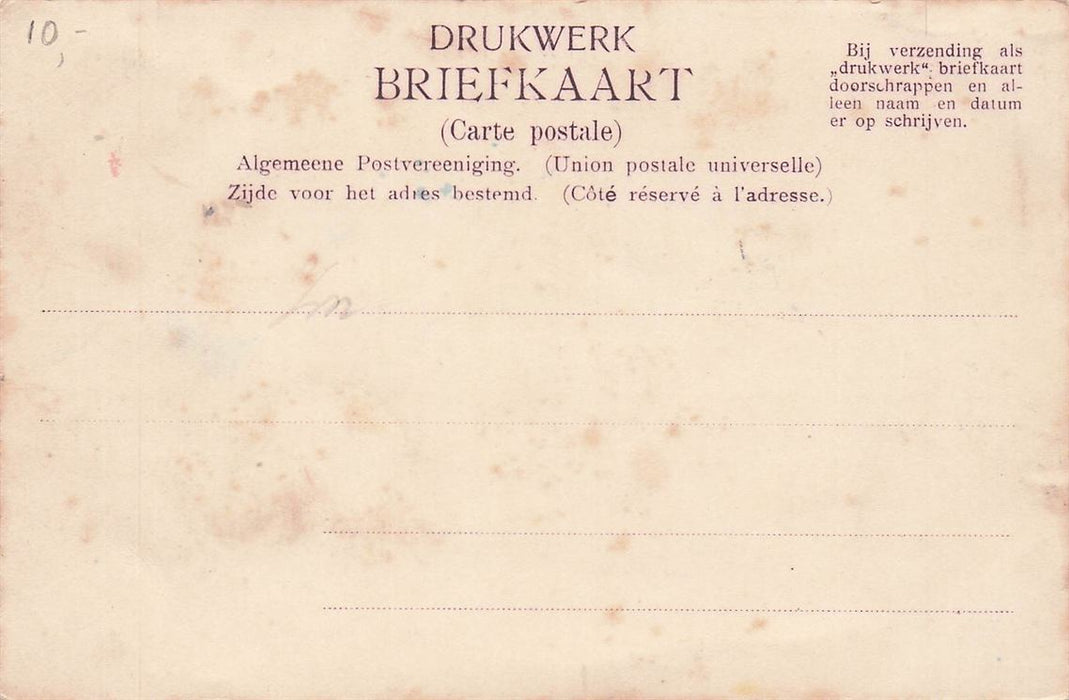 10,-
DRUKWERK
BRIEFKAART
(Carte postale)
Algemeene Postvereeniging. (Union postale universelle)
Zijde voor het adres bestemd. (Côté réservé à l'adresse.)
Bij verzending als
„drukwerk“: briefkaart
doorschrappen en al-
leen naam en datum
er op schrijven.